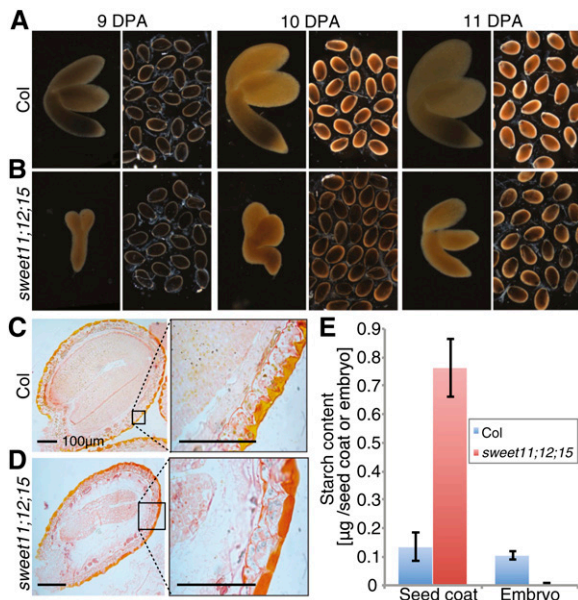 9 DPA 10 DPA 11 DPA
A
Col
B
sweet11;12;15
C
Col
100μm
D
sweet11;12;15
E
Starch content
[μg /seed coat or embryo]
0.9
0.8
0.7
0.6
0.5
0.4
0.3
0.2
0.1
0
Col
sweet11;12;15
Seed coat Embryo